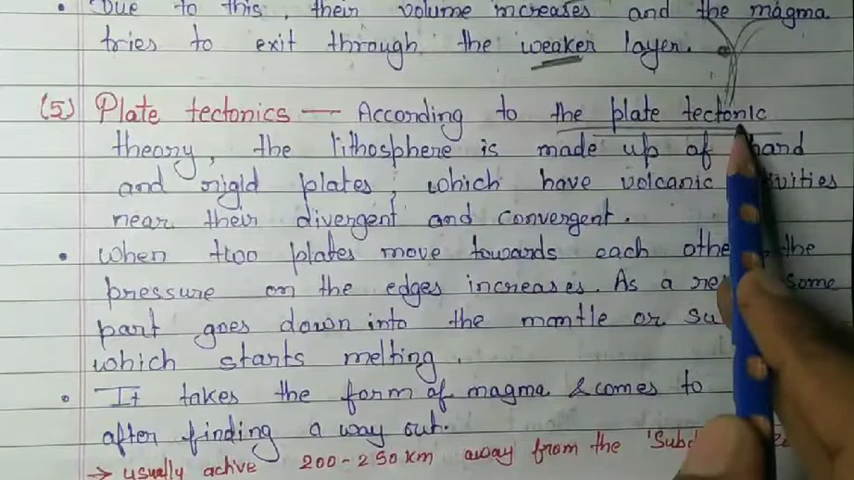 • Due to this, their volume increases and the magma
tries to exit through the weaker layer.
(5) Plate tectonics — According to the plate tectonic
theory, the lithosphere is made up of hard
and rigid plates, which have volcanic
near their divergent and convergent.
• When two plates move towards each the
pressure on the edges increases. As a some
part goes down into the mantle or
which starts melting.
• It takes the form of magma & comes to
after finding a way out.
→ usually active 200-250 km away from the